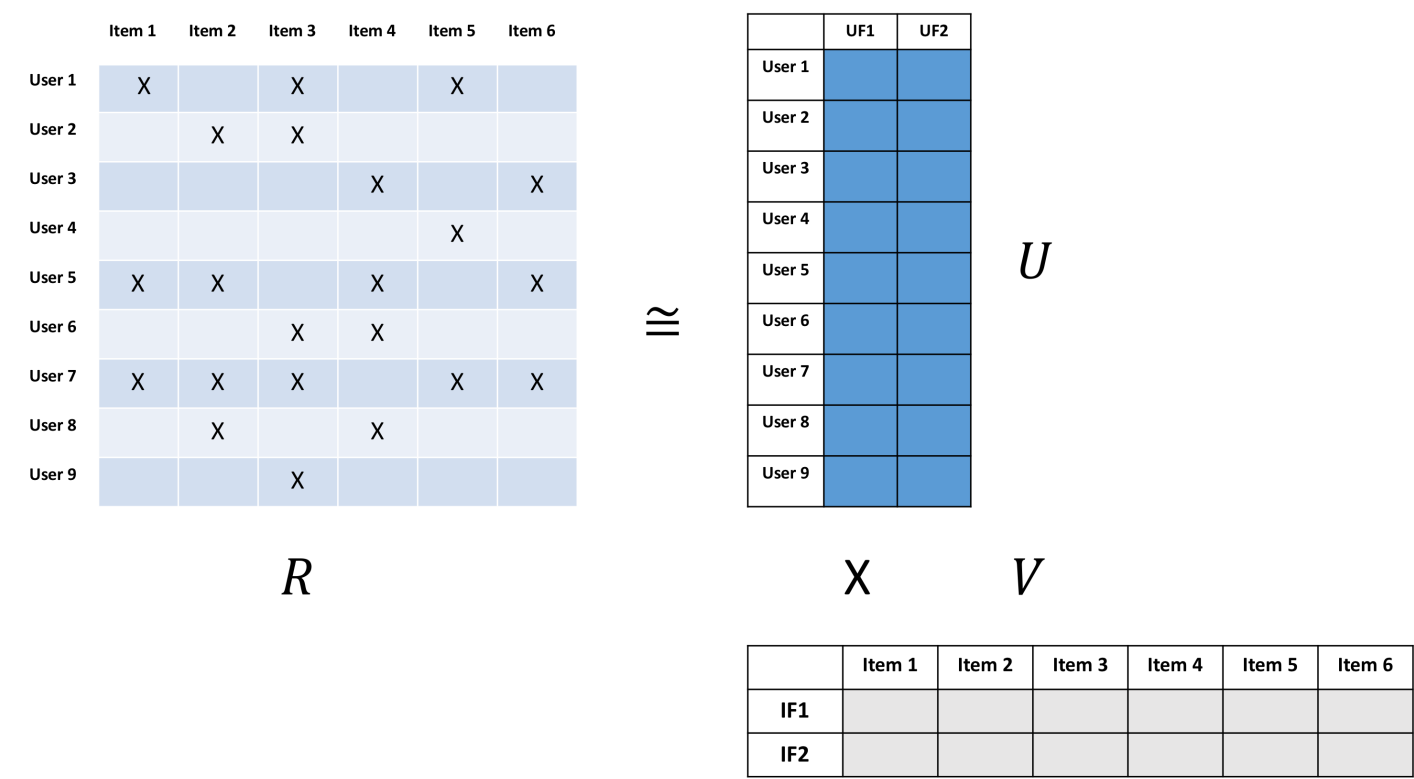 Item 1 Item 2 Item 3 Item 4 Item 5 Item 6
User 1 X X X
User 2 X X
User 3 X X
User 4 X
User 5 X X X X
User 6 X X
User 7 X X X X X
User 8 X X
User 9 X
R
≅
UF1 UF2
User 1
User 2
User 3
User 4
User 5
User 6
User 7
User 8
User 9
U
X V
Item 1 Item 2 Item 3 Item 4 Item 5 Item 6
IF1
IF2